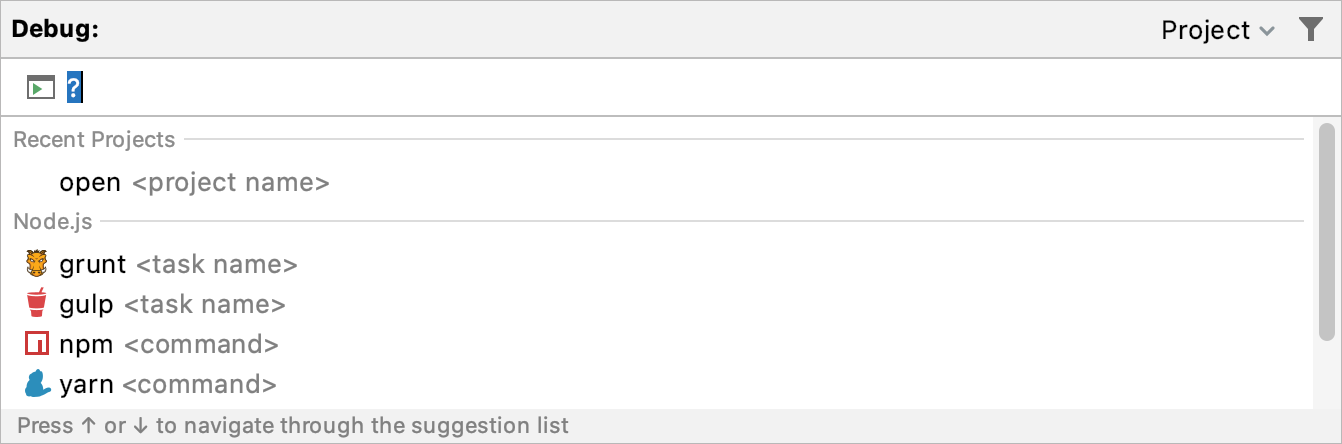 Debug: Project
?
Recent Projects
open <project name>
Node.js
grunt <task name>
gulp <task name>
npm <command>
yarn <command>
Press ↑ or ↓ to navigate through the suggestion list